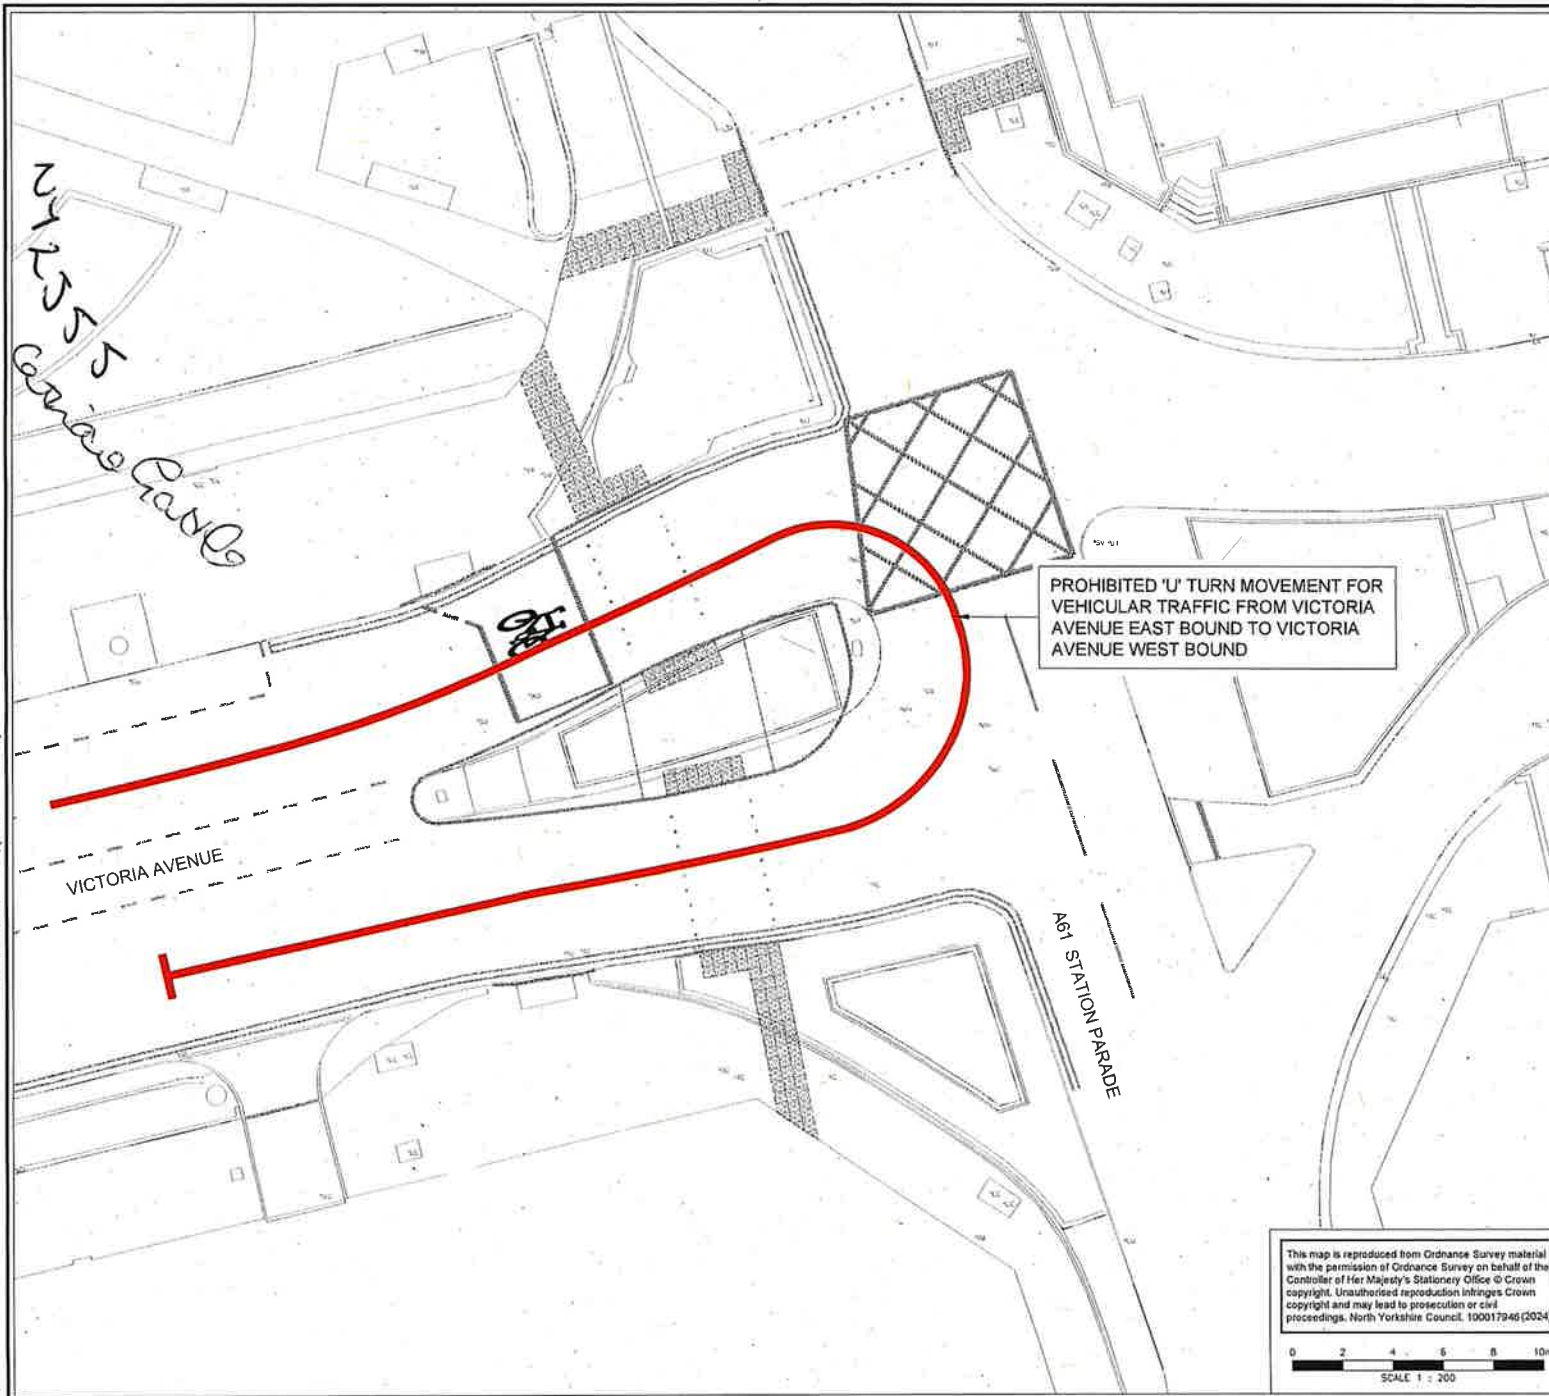 PROHIBITED 'U' TURN MOVEMENT FOR
VEHICULAR TRAFFIC FROM VICTORIA
AVENUE EAST BOUND TO VICTORIA
AVENUE WEST BOUND
VICTORIA AVENUE
A61 STATION PARADE
This map is reproduced from Ordnance Survey material
with the permission of Ordnance Survey on behalf of the
Controller of Her Majesty's Stationery Office © Crown
copyright. Unauthorised reproduction infringes Crown
copyright and may lead to prosecution or civil
proceedings. North Yorkshire Council. 100017946 (2024)
0 2 4 6 8 10m
SCALE 1 : 200